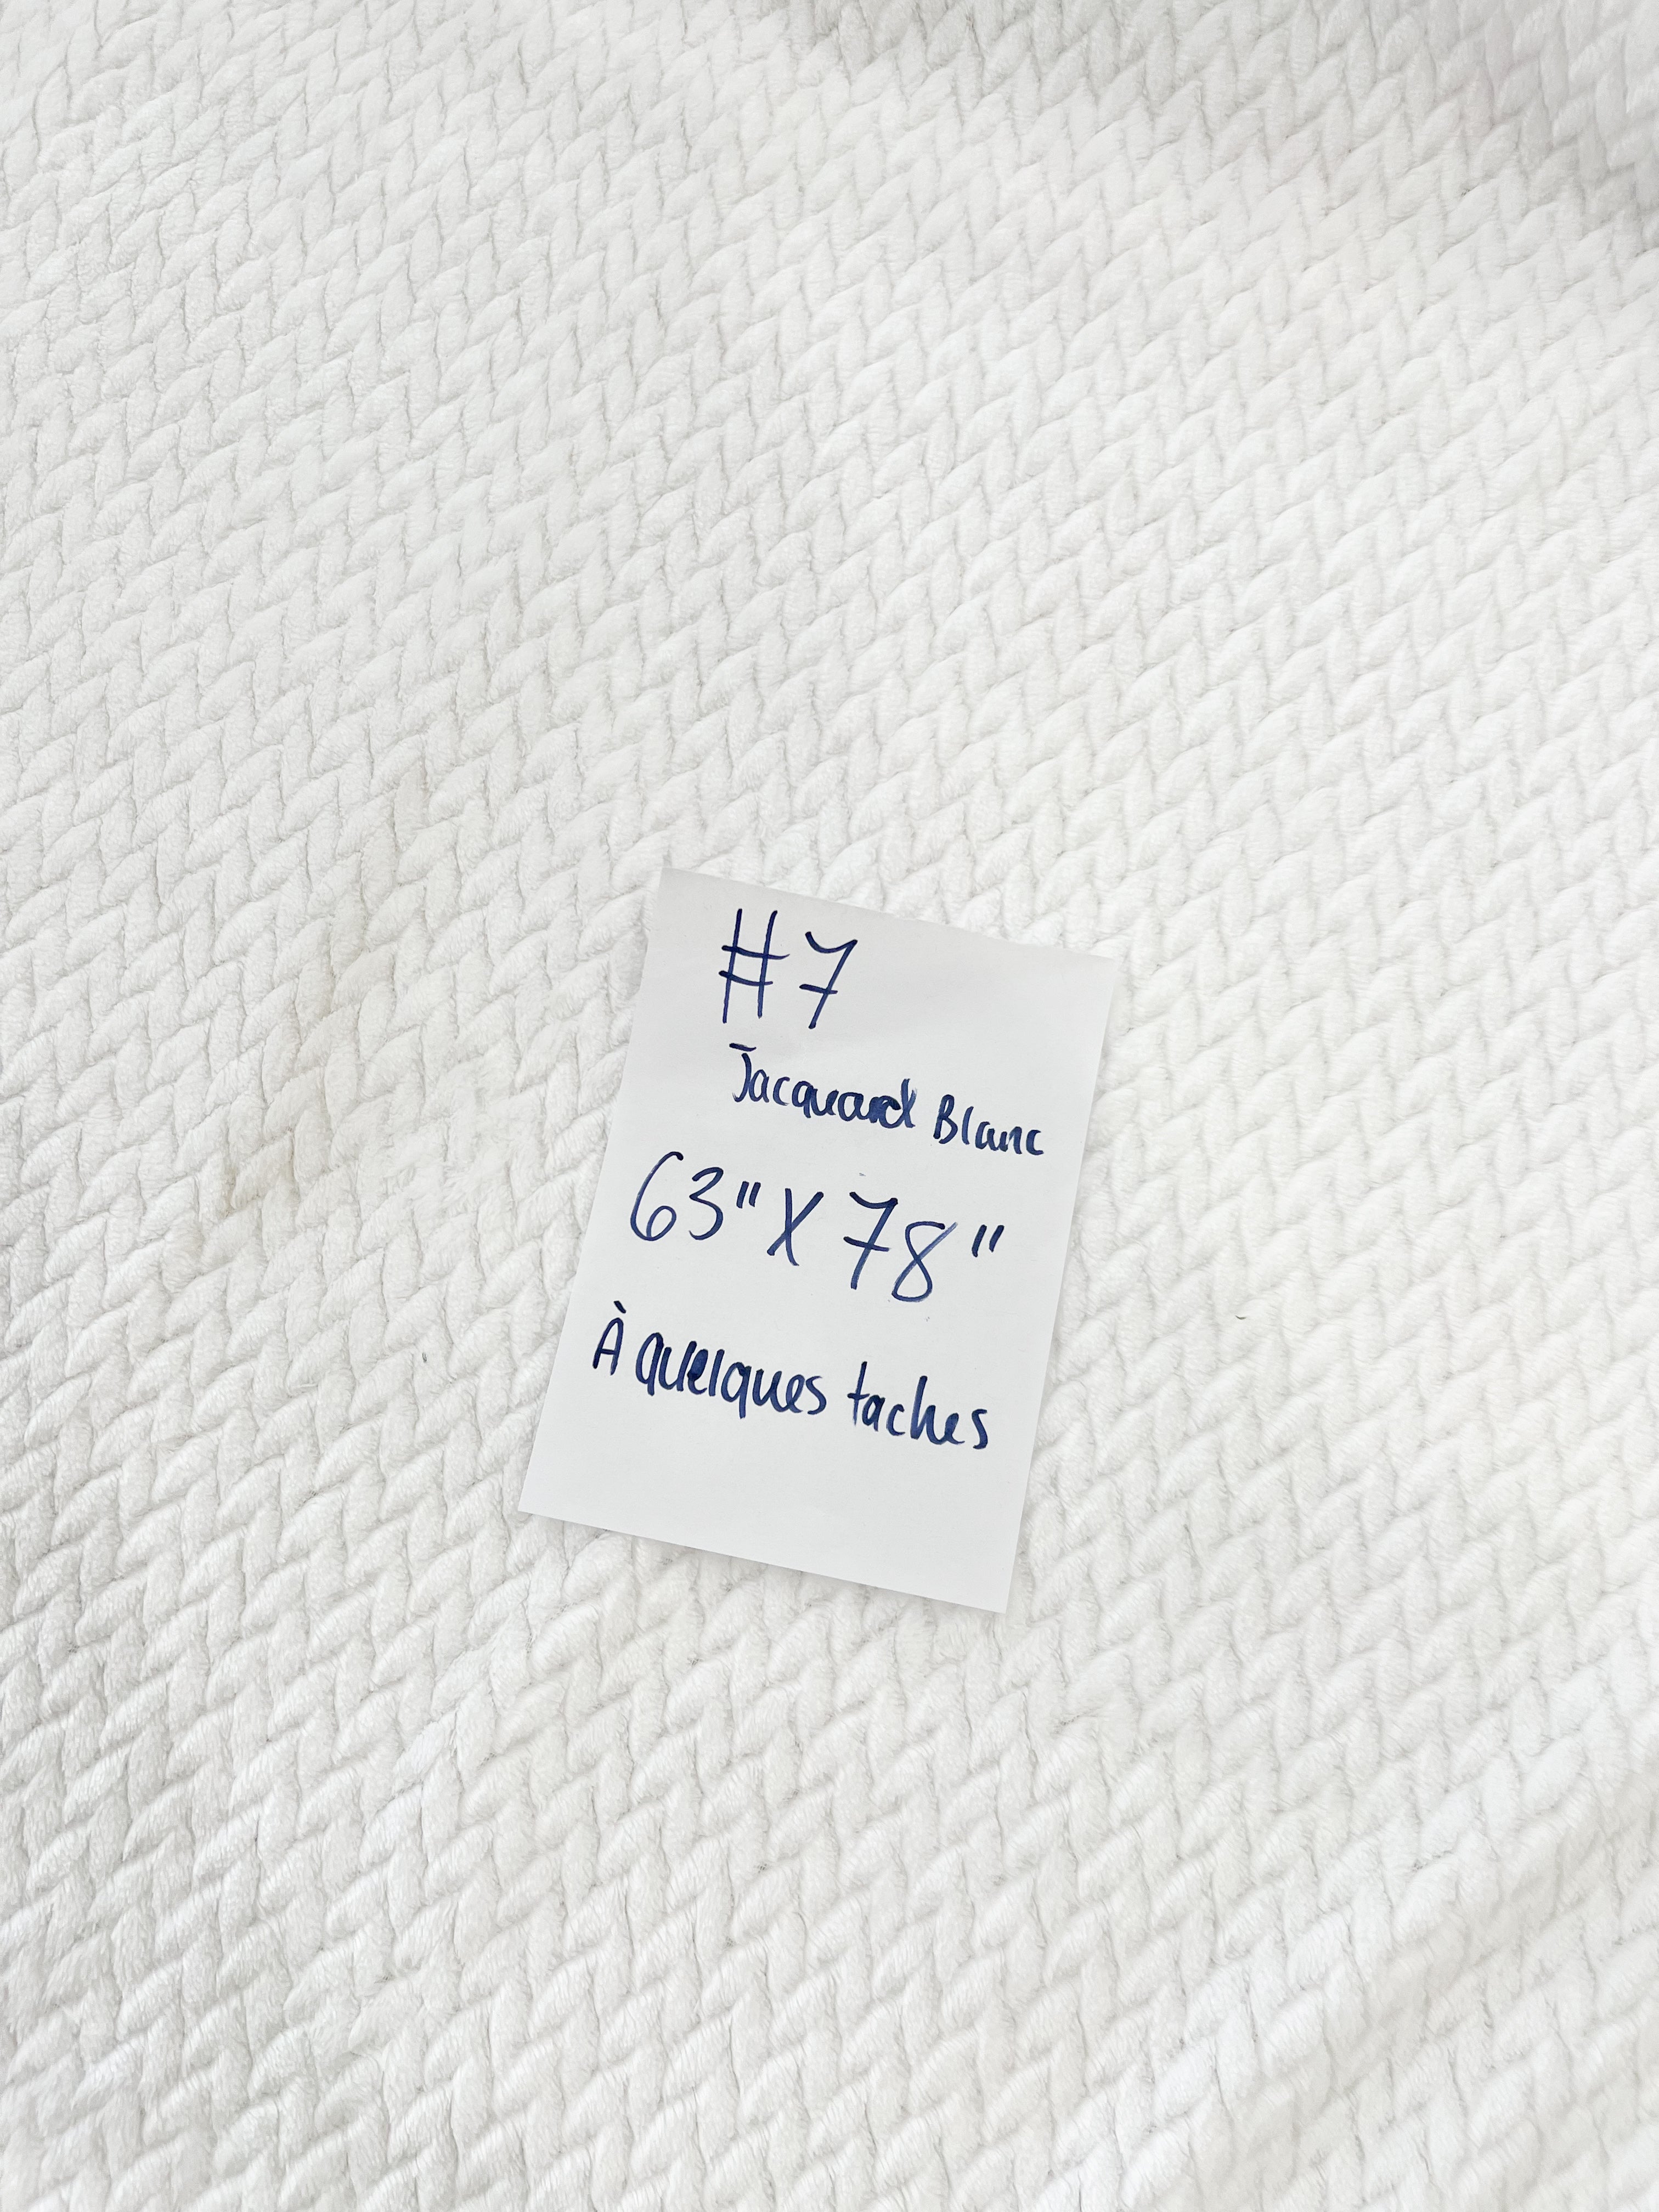 #7
Jacquard Blanc
63" X 78"
À quelques taches